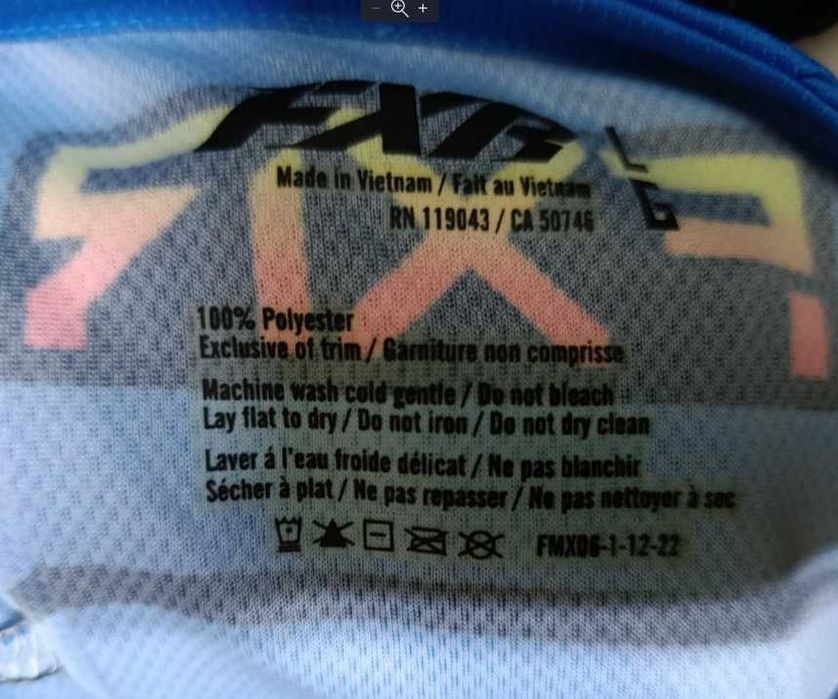 FXR
L
G
Made in Vietnam / Fait au Vietnam
RN 119043 / CA 50746
100% Polyester
Exclusive of trim / Garniture non comprisse
Machine wash cold gentle / Do not bleach
Lay flat to dry / Do not iron / Do not dry clean
Laver á l'eau froide délicat / Ne pas blanchir
Sécher à plat / Ne pas repasser / Ne pas nettoyer à sec
FMX06-1-12-22
FXR